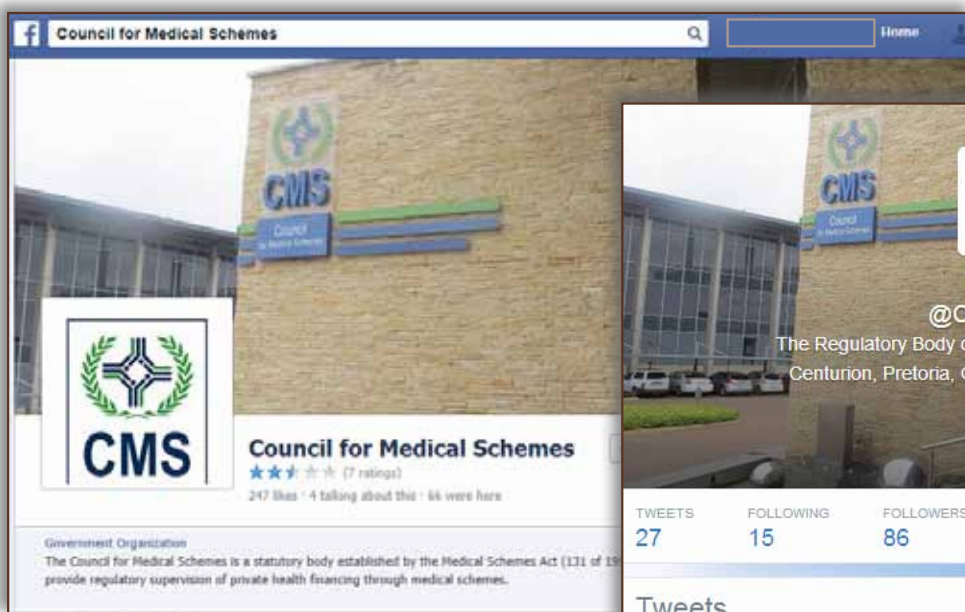 Council for Medical Schemes
Home
CMS
Council
for Medical Schemes
CMS
Council for Medical Schemes
(7 ratings)
247 likes · 4 talking about this · 66 were here
Government Organization
The Council for Medical Schemes is a statutory body established by the Medical Schemes Act (131 of 19
provide regulatory supervision of private health financing through medical schemes.
CMS
Council
@C
The Regulatory Body
Centurion, Pretoria,
TWEETS
FOLLOWING
FOLLOWERS
27
15
86
Tweets